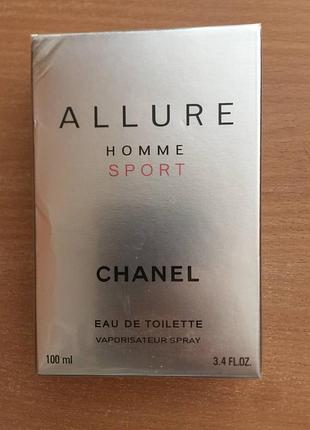 ALLURE
HOMME
SPORT
CHANEL
EAU DE TOILETTE
VAPORISATEUR SPRAY
100 ml 3.4 FL.OZ.